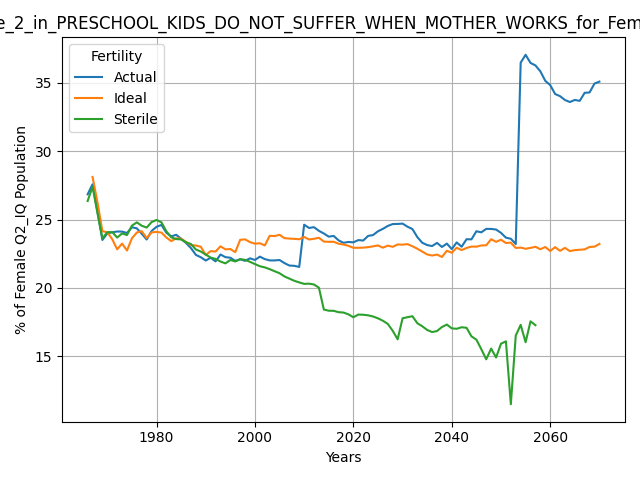 e_2_in_PRESCHOOL_KIDS_DO_NOT_SUFFER_WHEN_MOTHER_WORKS_for_Fem
Fertility
Actual
Ideal
Sterile
% of Female Q2_IQ Population
35
30
25
20
15
1980
2000
2020
2040
2060
Years